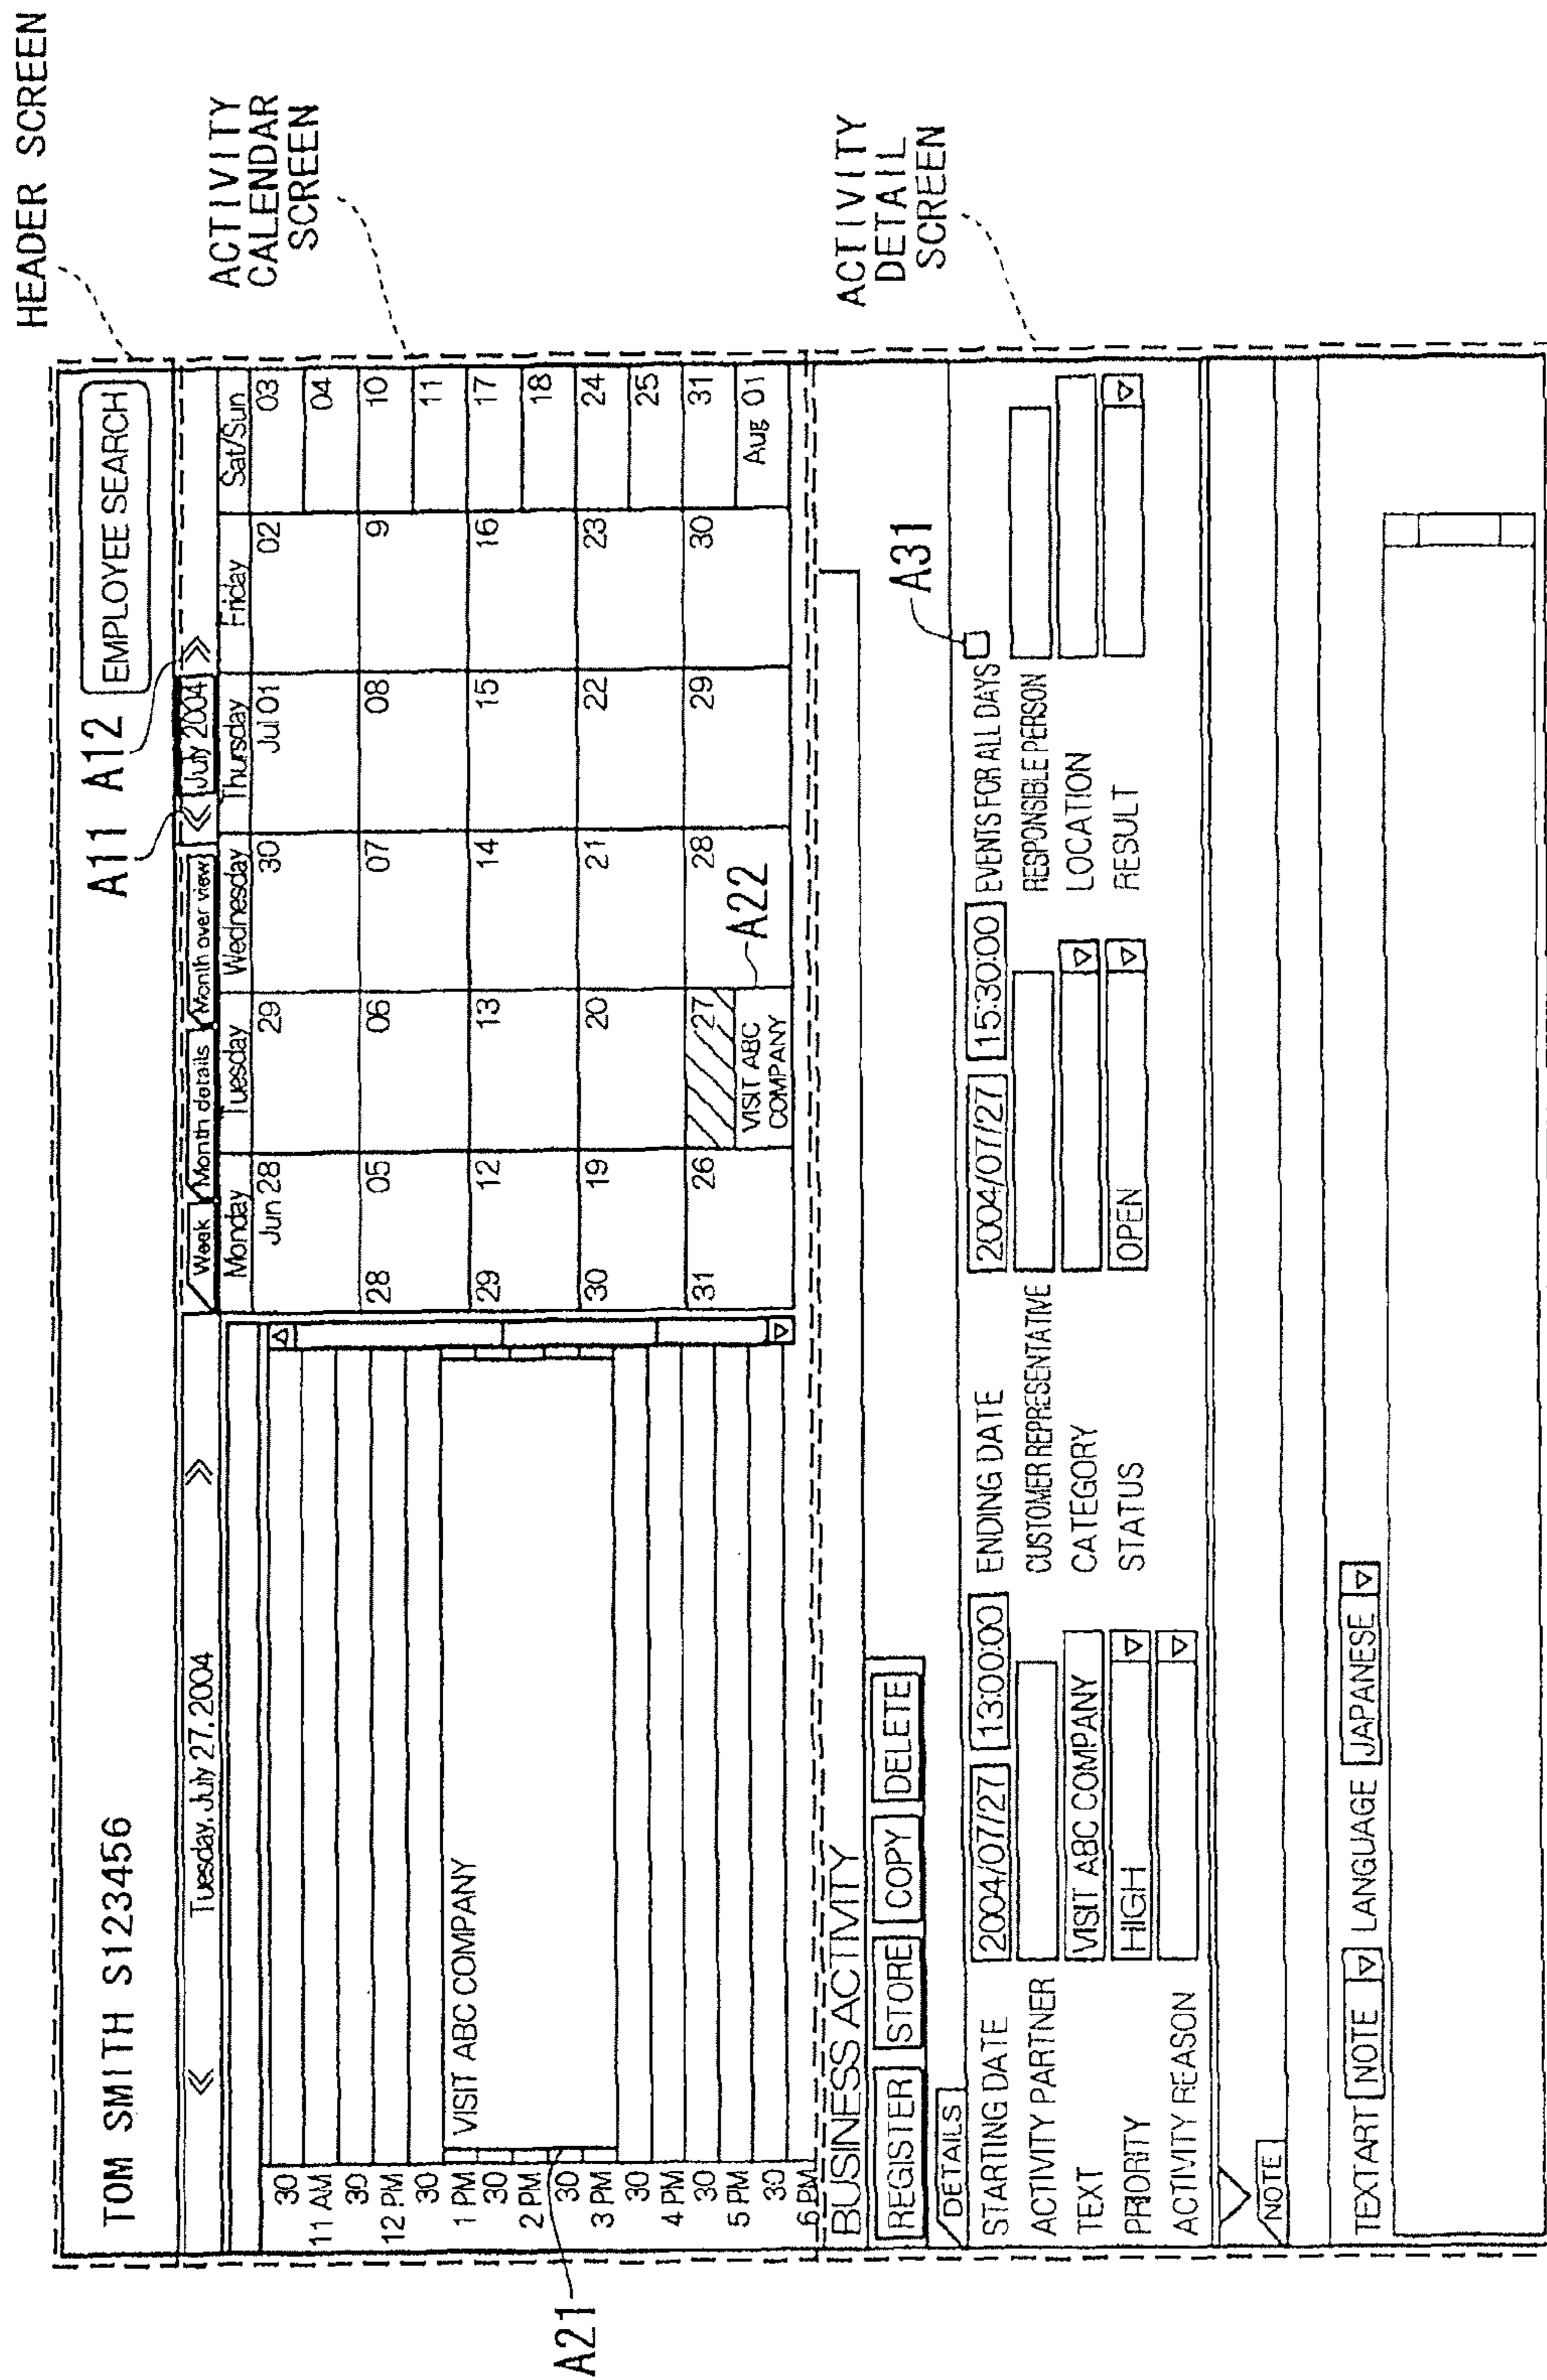 HEADER SCREEN
TOM SMITH S123456
EMPLOYEE SEARCH
A11 A12
ACTIVITY
CALENDAR
SCREEN
« Tuesday, July 27, 2004 »
Week Month details Month over view « July 2004 »
Monday Tuesday Wednesday Thursday Friday Sat/Sun
Jun 28 29 30 Jul 01 02 03
04
28 05 06 07 08 9 10
11
29 12 13 14 15 16 17
18
30 19 20 21 22 23 24
25
31 26 27 28 29 30 31
Aug 01
VISIT ABC
COMPANY
A22
30
11 AM
30
12 PM
30
1 PM VISIT ABC COMPANY
30
2 PM
30
3 PM
30
4 PM
30
5 PM
30
6 PM
A21
ACTIVITY
DETAIL
SCREEN
BUSINESS ACTIVITY
REGISTER STORE COPY DELETE
A31
DETAILS
STARTING DATE 2004/07/27 13:00:00 ENDING DATE 2004/07/27 15:30:00 EVENTS FOR ALL DAYS
ACTIVITY PARTNER CUSTOMER REPRESENTATIVE RESPONSIBLE PERSON
TEXT VISIT ABC COMPANY CATEGORY LOCATION
PRIORITY HIGH STATUS OPEN RESULT
ACTIVITY REASON
NOTE
TEXTART NOTE LANGUAGE JAPANESE